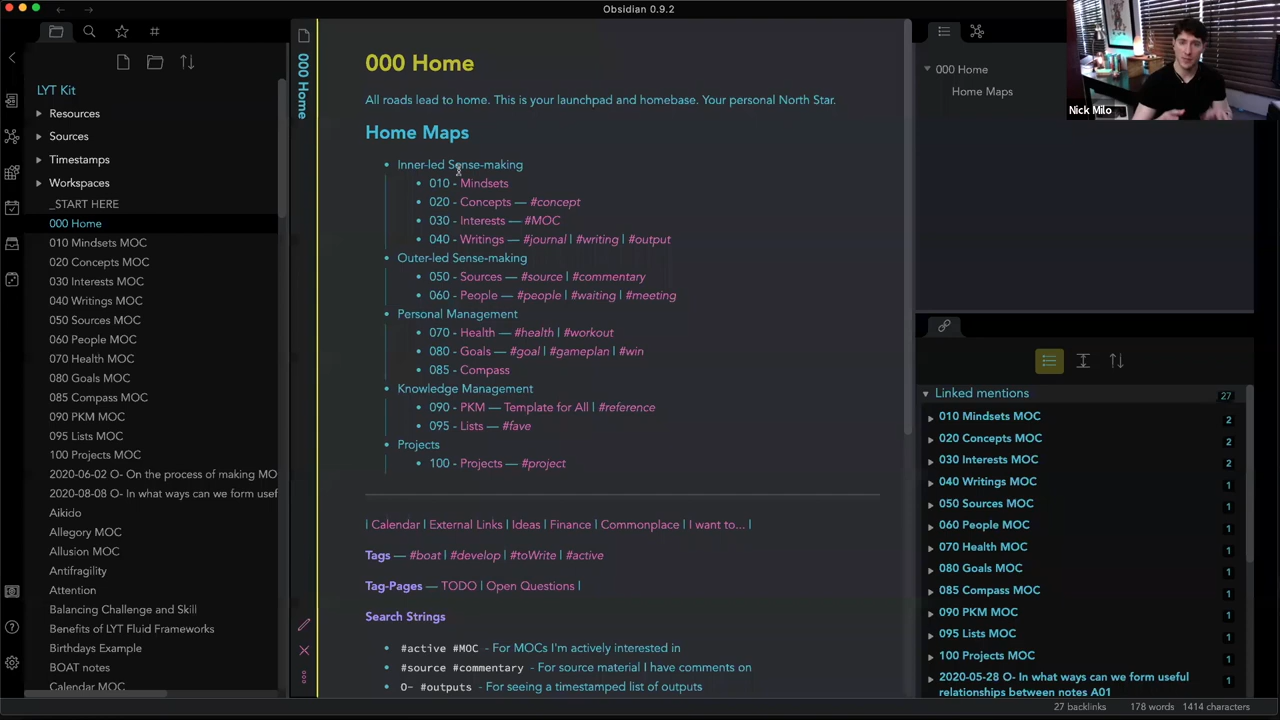 Obsidian 0.9.2
LYT Kit
Resources
Sources
Timestamps
Workspaces
_START HERE
000 Home
010 Mindsets MOC
020 Concepts MOC
030 Interests MOC
040 Writings MOC
050 Sources MOC
060 People MOC
070 Health MOC
080 Goals MOC
085 Compass MOC
090 PKM MOC
095 Lists MOC
100 Projects MOC
2020-06-02 O- On the process of making MO
2020-08-08 O- In what ways can we form usef
Aikido
Allegory MOC
Allusion MOC
Antifragility
Attention
Balancing Challenge and Skill
Benefits of LYT Fluid Frameworks
Birthdays Example
BOAT notes
Calendar MOC
000 Home
000 Home
All roads lead to home. This is your launchpad and homebase. Your personal North Star.
Home Maps
• Inner-led Sense-making
• 010 - Mindsets
• 020 - Concepts — #concept
• 030 - Interests — #MOC
• 040 - Writings — #journal | #writing | #output
• Outer-led Sense-making
• 050 - Sources — #source | #commentary
• 060 - People — #people | #waiting | #meeting
• Personal Management
• 070 - Health — #health | #workout
• 080 - Goals — #goal | #gameplan | #win
• 085 - Compass
• Knowledge Management
• 090 - PKM — Template for All | #reference
• 095 - Lists — #fave
• Projects
• 100 - Projects — #project
| Calendar | External Links | Ideas | Finance | Commonplace | I want to... |
Tags — #boat | #develop | #toWrite | #active
Tag-Pages — TODO | Open Questions |
Search Strings
• #active #MOC - For MOCs I'm actively interested in
• #source #commentary - For source material I have comments on
• O- #outputs - For seeing a timestamped list of outputs
000 Home
Home Maps
Nick Milo
Linked mentions 27
010 Mindsets MOC 2
020 Concepts MOC 2
030 Interests MOC 2
040 Writings MOC 1
050 Sources MOC 1
060 People MOC 1
070 Health MOC 1
080 Goals MOC 1
085 Compass MOC 1
090 PKM MOC 1
095 Lists MOC 1
100 Projects MOC 1
2020-05-28 O- In what ways can we form useful 1
relationships between notes A01
27 backlinks 178 words 1414 characters